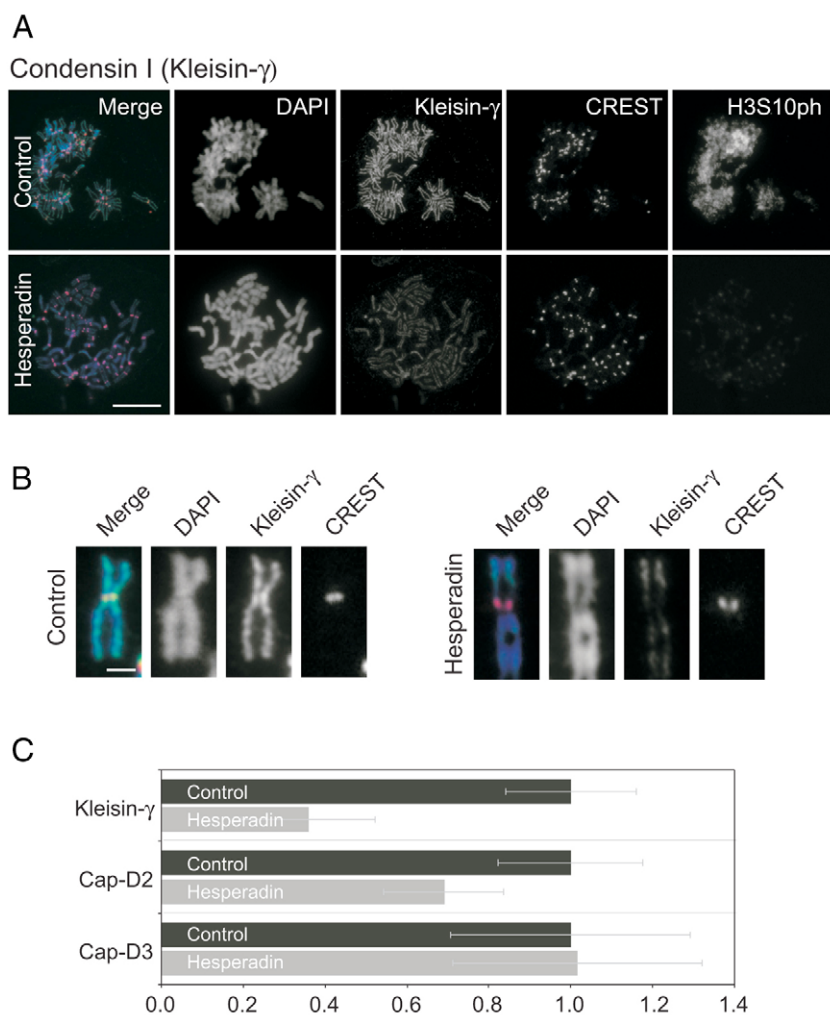 A
Condensin I (Kleisin-γ)
Merge DAPI Kleisin-γ CREST H3S10ph
Control
Hesperadin
B
Merge DAPI Kleisin-γ CREST Merge DAPI Kleisin-γ CREST
Control Hesperadin
C
Kleisin-γ Control
Hesperadin
Cap-D2 Control
Hesperadin
Cap-D3 Control
Hesperadin
0.0 0.2 0.4 0.6 0.8 1.0 1.2 1.4